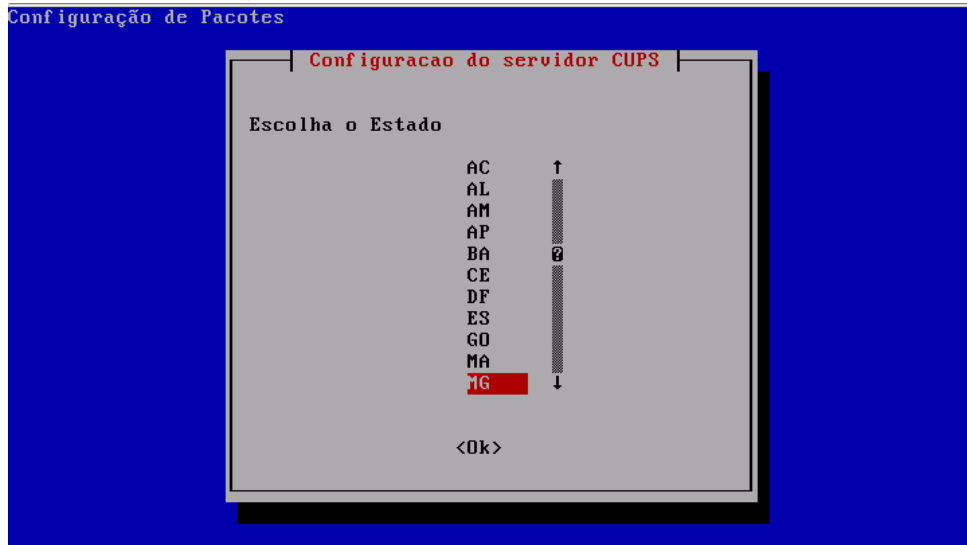 Configuração de Pacotes
Configuracao do servidor CUPS
Escolha o Estado
AC
AL
AM
AP
BA
CE
DF
ES
GO
MA
MG
<Ok>